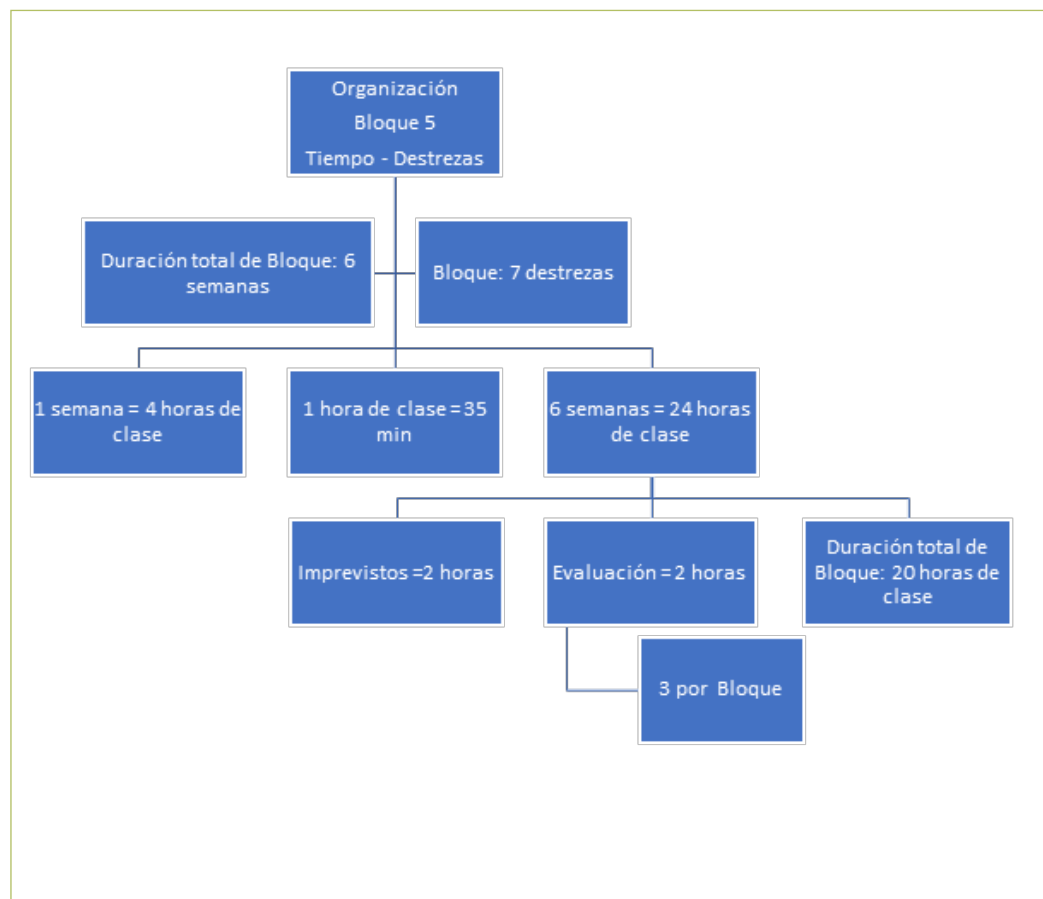 Organización
Bloque 5
Tiempo - Destrezas
Duración total de Bloque: 6
semanas
Bloque: 7 destrezas
1 semana = 4 horas de
clase
1 hora de clase = 35
min
6 semanas = 24 horas
de clase
Imprevistos =2 horas
Evaluación = 2 horas
Duración total de
Bloque: 20 horas de
clase
3 por Bloque